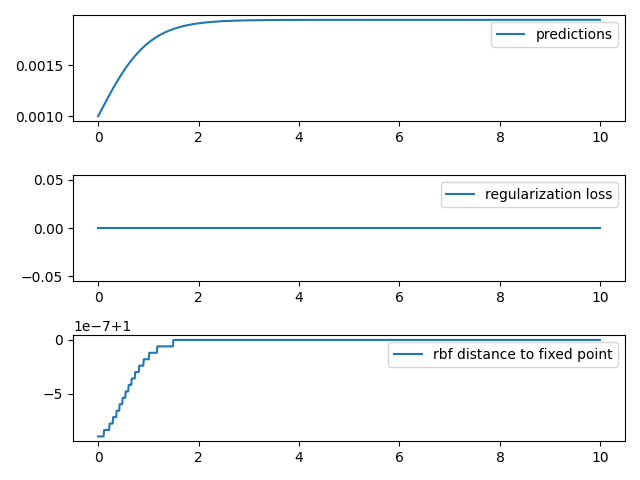 predictions
0.0015
0.0010
0 2 4 6 8 10
0.05
regularization loss
0.00
−0.05
0 2 4 6 8 10
1e−7+1
0
rbf distance to fixed point
−5
0 2 4 6 8 10